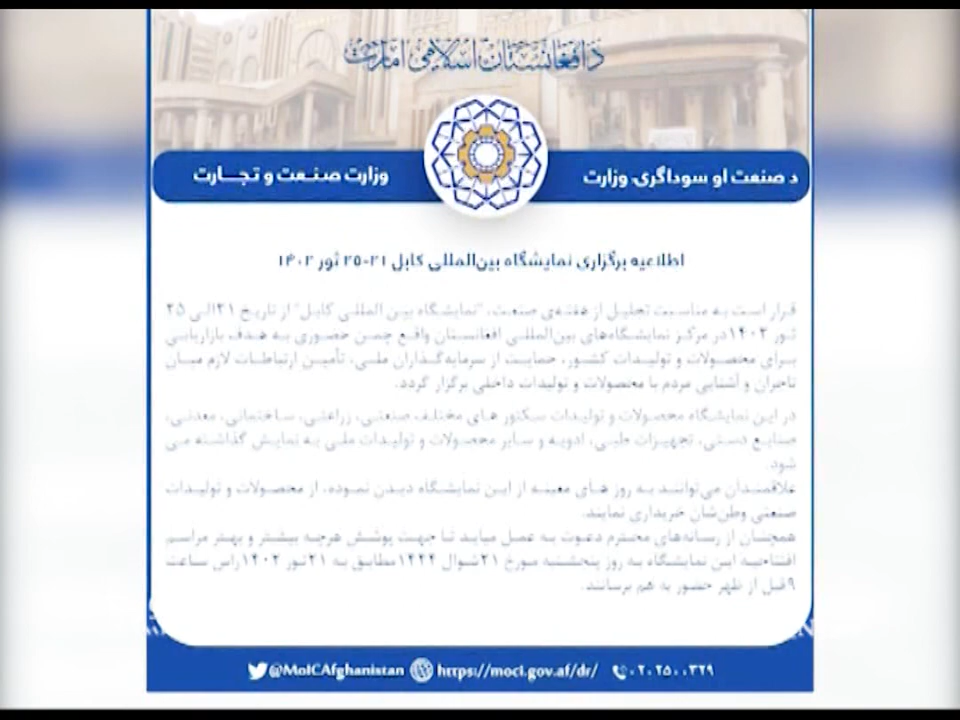 د افغانستان اسلامي امارت
د صنعت او سوداگرۍ وزارت
وزارت صنعت و تجارت
اطلاعیه برگزاری نمایشگاه بین‌المللی کابل ۲۱-۲۵ ثور ۱۴۰۲
قرار است به مناسبت تجلیل از هفته‌ی صنعت، "نمایشگاه بین المللی کابل" از تاریخ ۲۱الی ۲۵
ثور ۱۴۰۲در مرکز نمایشگاه‌های بین‌المللی افغانستان واقع چمن حضوری به هدف بازاریابی
برای محصولات و تولیدات کشور، حمایت از سرمایه‌گذاران ملی، تأمین ارتباطات لازم میان
تاجران و آشنایی مردم با محصولات و تولیدات داخلی برگزار گردد.
در این نمایشگاه محصولات و تولیدات سکتور های مختلف صنعتی، زراعتی، ساختمانی، معدنی،
صنایع دستی، تجهیزات طبی، ادویه و سایر محصولات و تولیدات ملی به نمایش گذاشته می
شود.
علاقمندان می‌توانند به روز های معینه از این نمایشگاه دیدن نموده، از محصولات و تولیدات
صنعتی وطن‌شان خریداری نمایند.
همچنان از رسانه‌های محترم دعوت به عمل میاید تا جهت پوشش هرچه بیشتر و بهتر مراسم
افتتاحیه این نمایشگاه به روز پنجشنبه مورخ ۲۱شوال ۱۴۴۴مطابق به ۲۱ثور ۱۴۰۲راس ساعت
۹قبل از ظهر حضور به هم برسانند.
@MoICAfghanistan https://moci.gov.af/dr/ ۰۲۰۲۵۰۰۳۲۹